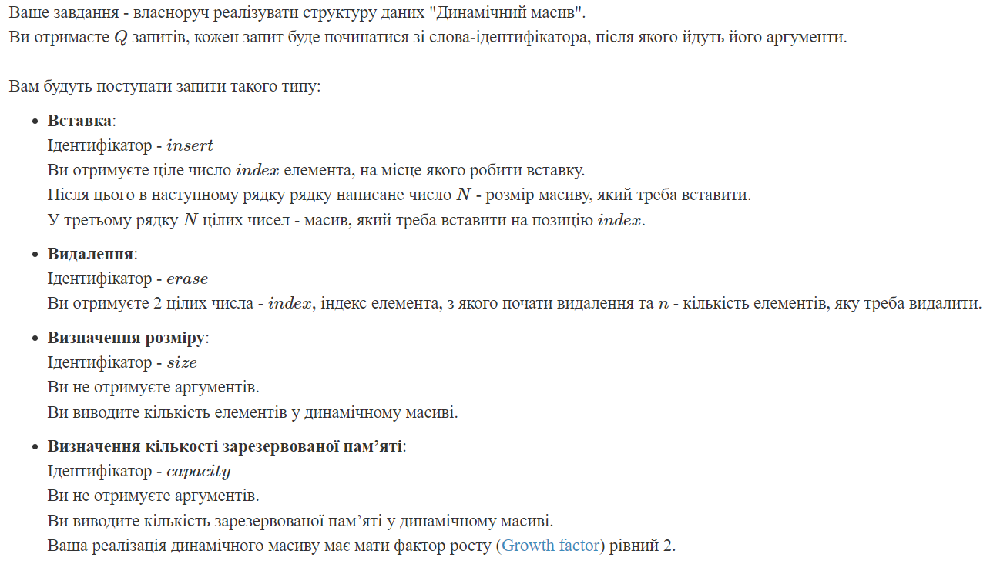 Ваше завдання - власноруч реалізувати структуру даних "Динамічний масив".
Ви отримаєте Q запитів, кожен запит буде починатися зі слова-ідентифікатора, після якого йдуть його аргументи.
Вам будуть поступати запити такого типу:
• Вставка:
Ідентифікатор - insert
Ви отримуєте ціле число index елемента, на місце якого робити вставку.
Після цього в наступному рядку рядку написане число N - розмір масиву, який треба вставити.
У третьому рядку N цілих чисел - масив, який треба вставити на позицію index.
• Видалення:
Ідентифікатор - erase
Ви отримуєте 2 цілих числа - index, індекс елемента, з якого почати видалення та n - кількість елементів, яку треба видалити.
• Визначення розміру:
Ідентифікатор - size
Ви не отримуєте аргументів.
Ви виводите кількість елементів у динамічному масиві.
• Визначення кількості зарезервованої пам’яті:
Ідентифікатор - capacity
Ви не отримуєте аргументів.
Ви виводите кількість зарезервованої пам’яті у динамічному масиві.
Ваша реалізація динамічного масиву має мати фактор росту (Growth factor) рівний 2.